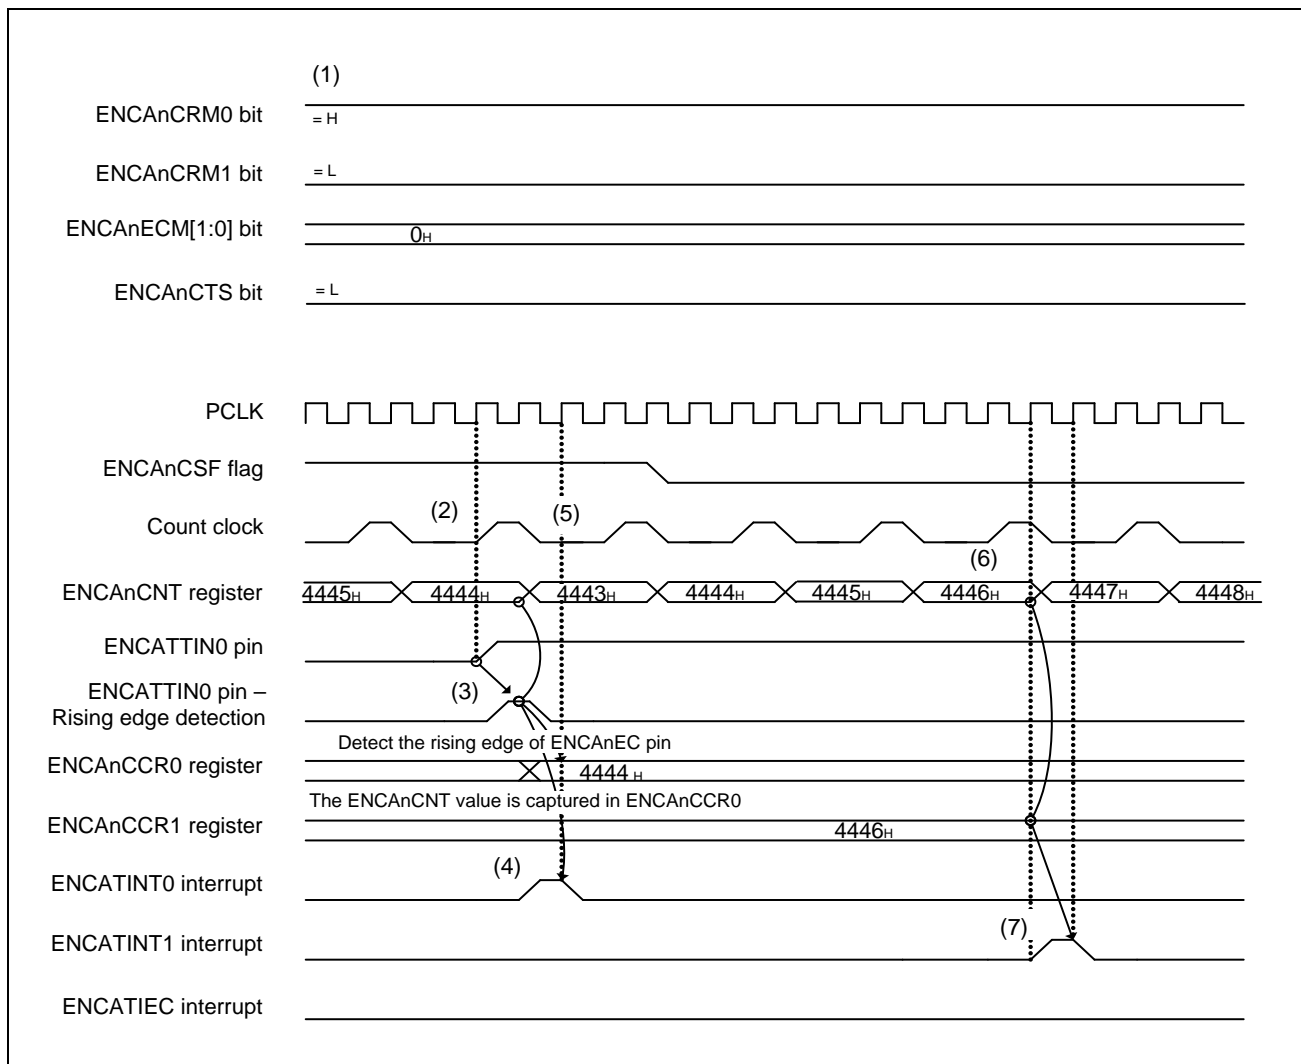 (1)
ENCAnCRM0 bit
= H
ENCAnCRM1 bit
= L
ENCAnECM[1:0] bit
0H
ENCAnCTS bit
= L
PCLK
ENCAnCSF flag
Count clock
(2)
(5)
(6)
ENCAnCNT register
4445H 4444H 4443H 4444H 4445H 4446H 4447H 4448H
ENCATTIN0 pin
ENCATTIN0 pin –
Rising edge detection
(3)
Detect the rising edge of ENCAnEC pin
ENCAnCCR0 register
4444 H
The ENCAnCNT value is captured in ENCAnCCR0
ENCAnCCR1 register
4446H
ENCATINT0 interrupt
(4)
ENCATINT1 interrupt
(7)
ENCATIEC interrupt